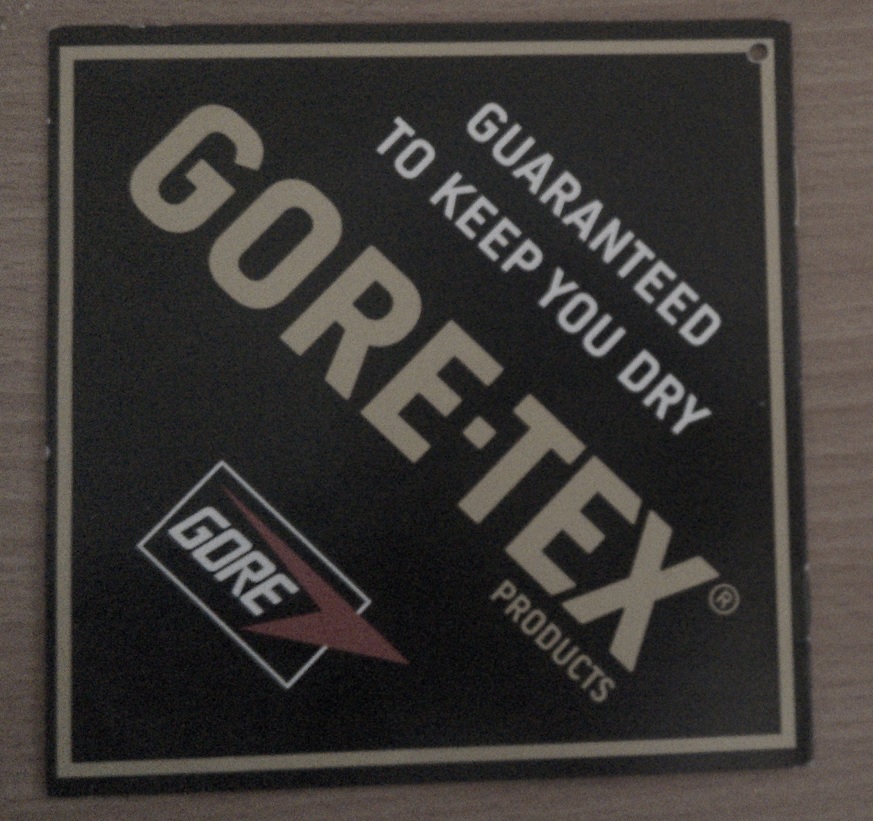 GUARANTEED
TO KEEP YOU DRY
GORE-TEX®
PRODUCTS
GORE